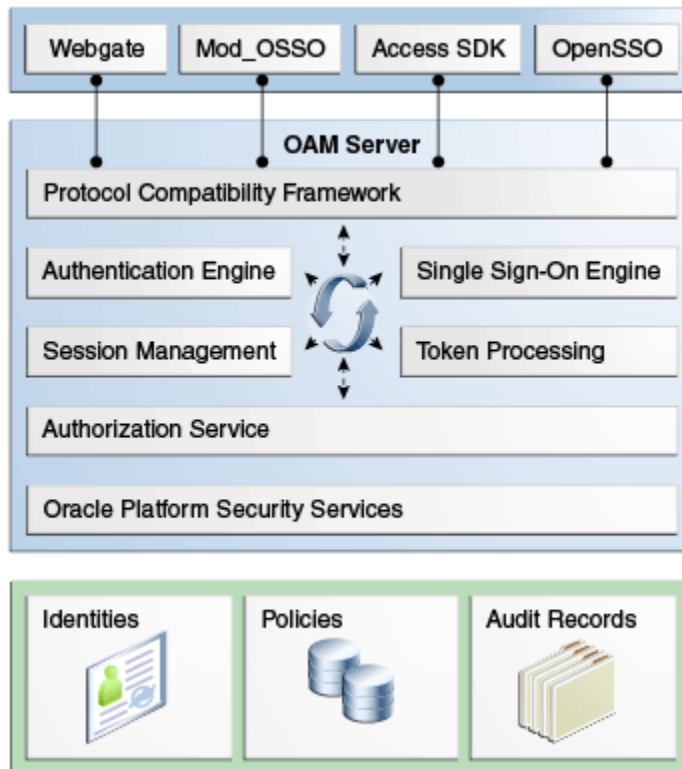 Webgate
Mod_OSSO
Access SDK
OpenSSO
OAM Server
Protocol Compatibility Framework
Authentication Engine
Single Sign-On Engine
Session Management
Token Processing
Authorization Service
Oracle Platform Security Services
Identities
Policies
Audit Records